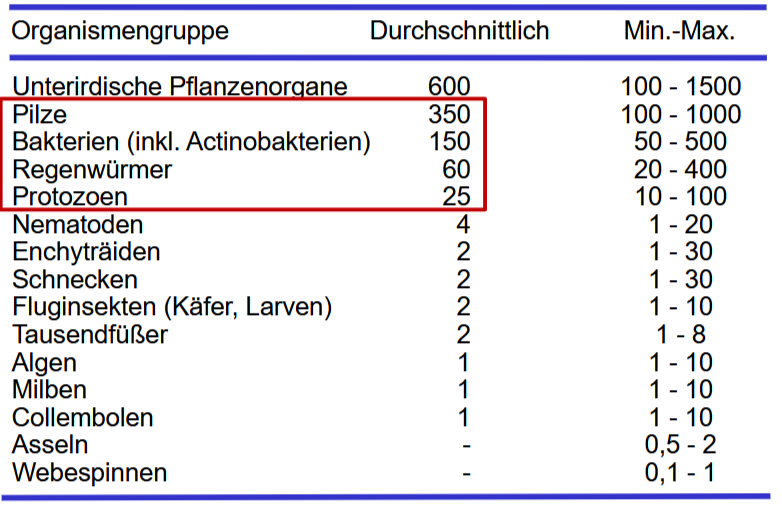 Organismengruppe Durchschnittlich Min.-Max.
Unterirdische Pflanzenorgane 600 100 - 1500
Pilze 350 100 - 1000
Bakterien (inkl. Actinobakterien) 150 50 - 500
Regenwürmer 60 20 - 400
Protozoen 25 10 - 100
Nematoden 4 1 - 20
Enchyträiden 2 1 - 30
Schnecken 2 1 - 30
Fluginsekten (Käfer, Larven) 2 1 - 10
Tausendfüßer 2 1 - 8
Algen 1 1 - 10
Milben 1 1 - 10
Collembolen 1 1 - 10
Asseln - 0,5 - 2
Webespinnen - 0,1 - 1